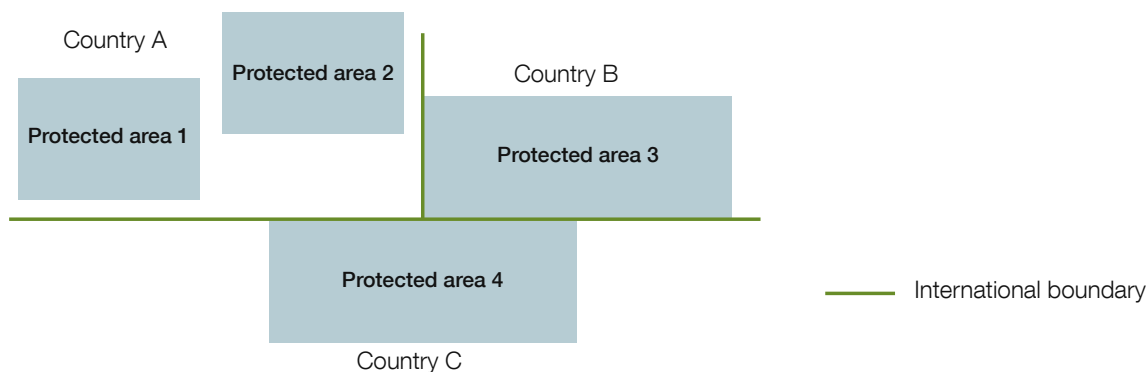 Country A
Protected area 2
Country B
Protected area 1
Protected area 3
Protected area 4
International boundary
Country C